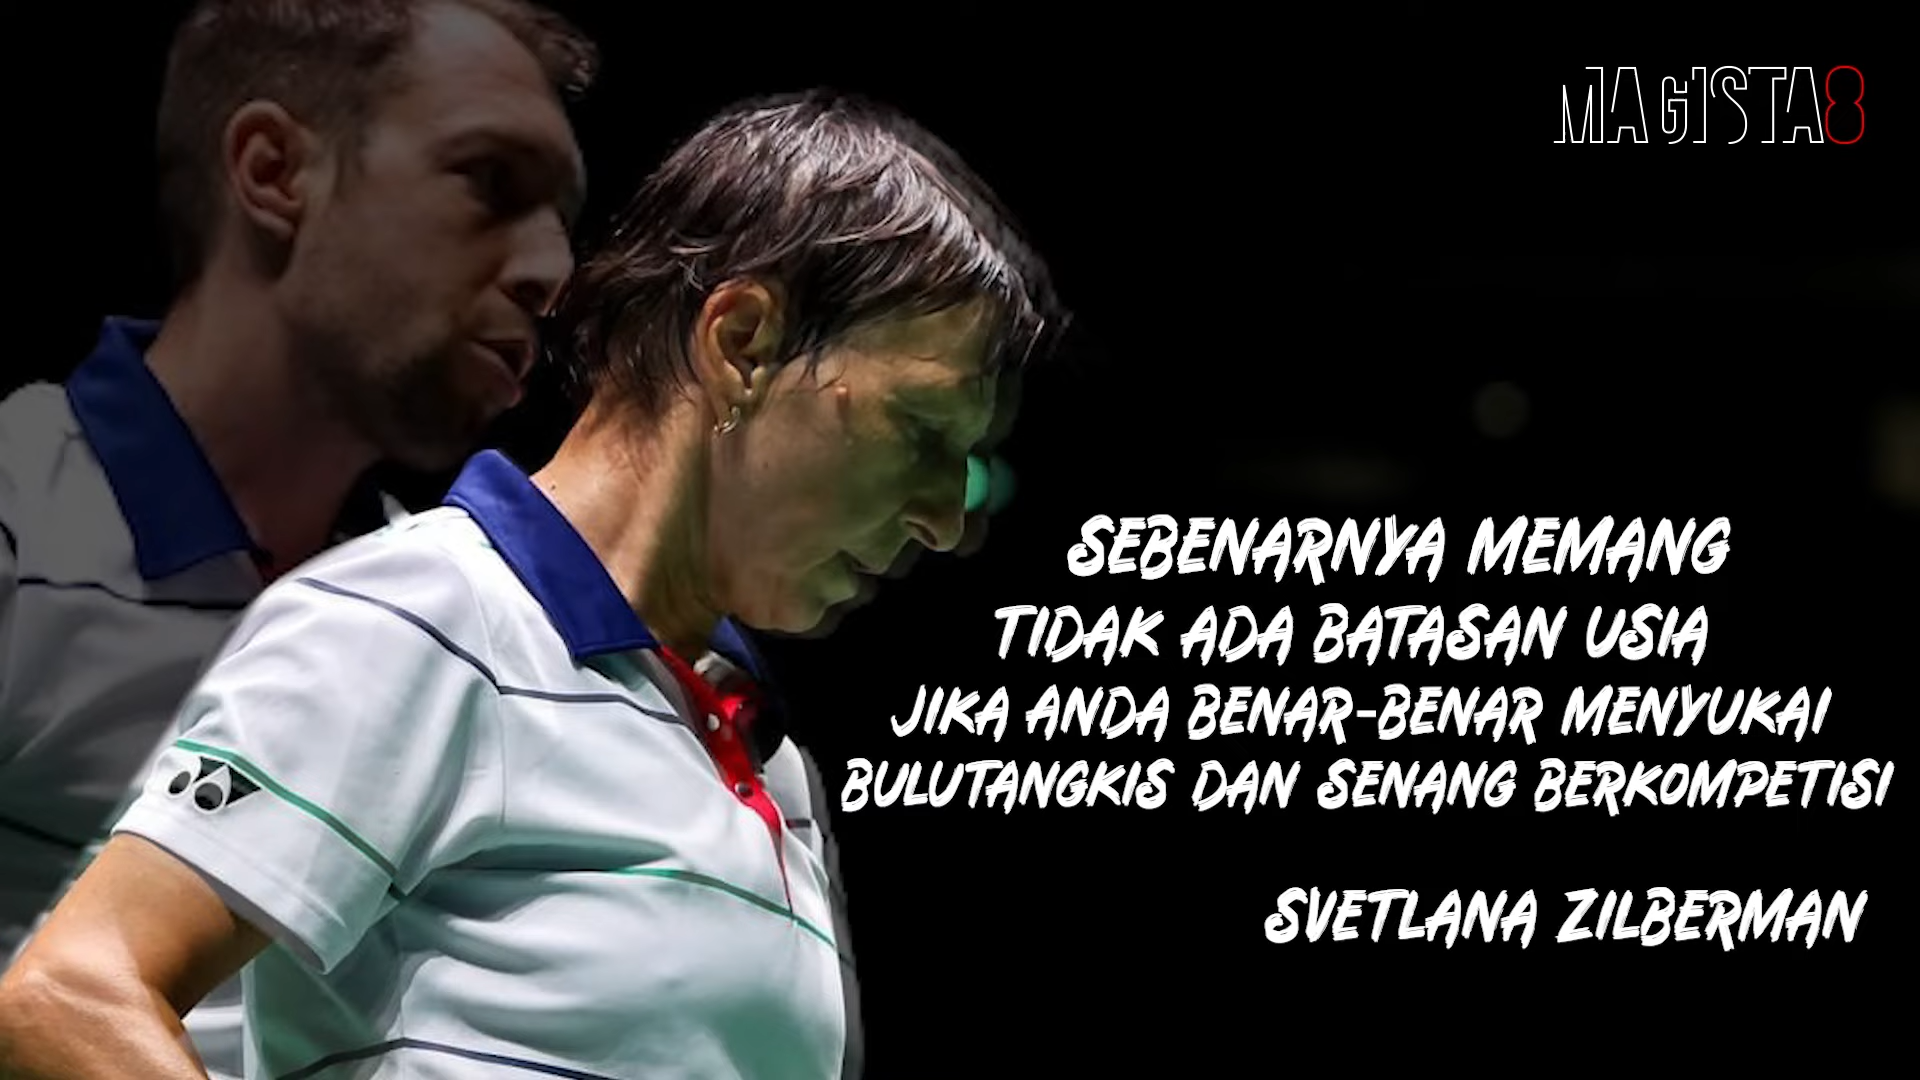 MAGISTA8
SEBENARNYA MEMANG
TIDAK ADA BATASAN USIA
JIKA ANDA BENAR-BENAR MENYUKAI
BULUTANGKIS DAN SENANG BERKOMPETISI
SVETLANA ZILBERMAN